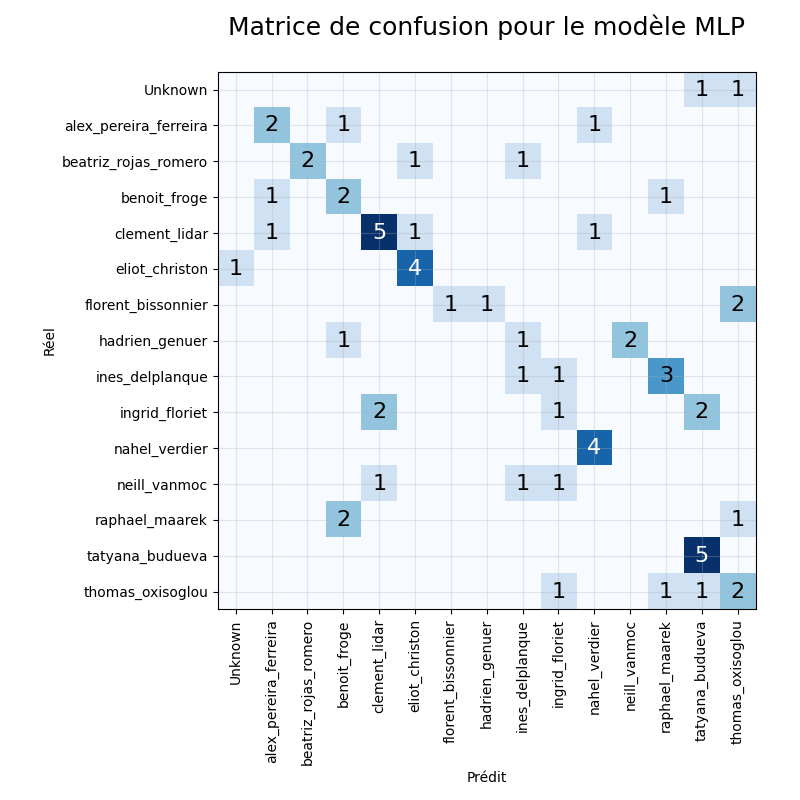 Matrice de confusion pour le modèle MLP
Réel
Unknown 1 1
alex_pereira_ferreira 2 1 1
beatriz_rojas_romero 2 1 1
benoit_froge 1 2 1
clement_lidar 1 5 1 1
eliot_christon 1 4
florent_bissonnier 1 1 2
hadrien_genuer 1 1 2
ines_delplanque 1 1 3
ingrid_floriet 2 1 2
nahel_verdier 4
neill_vanmoc 1 1 1
raphael_maarek 2 1
tatyana_budueva 5
thomas_oxisoglou 1 1 1 2
Unknown
alex_pereira_ferreira
beatriz_rojas_romero
benoit_froge
clement_lidar
eliot_christon
florent_bissonnier
hadrien_genuer
ines_delplanque
ingrid_floriet
nahel_verdier
neill_vanmoc
raphael_maarek
tatyana_budueva
thomas_oxisoglou
Prédit